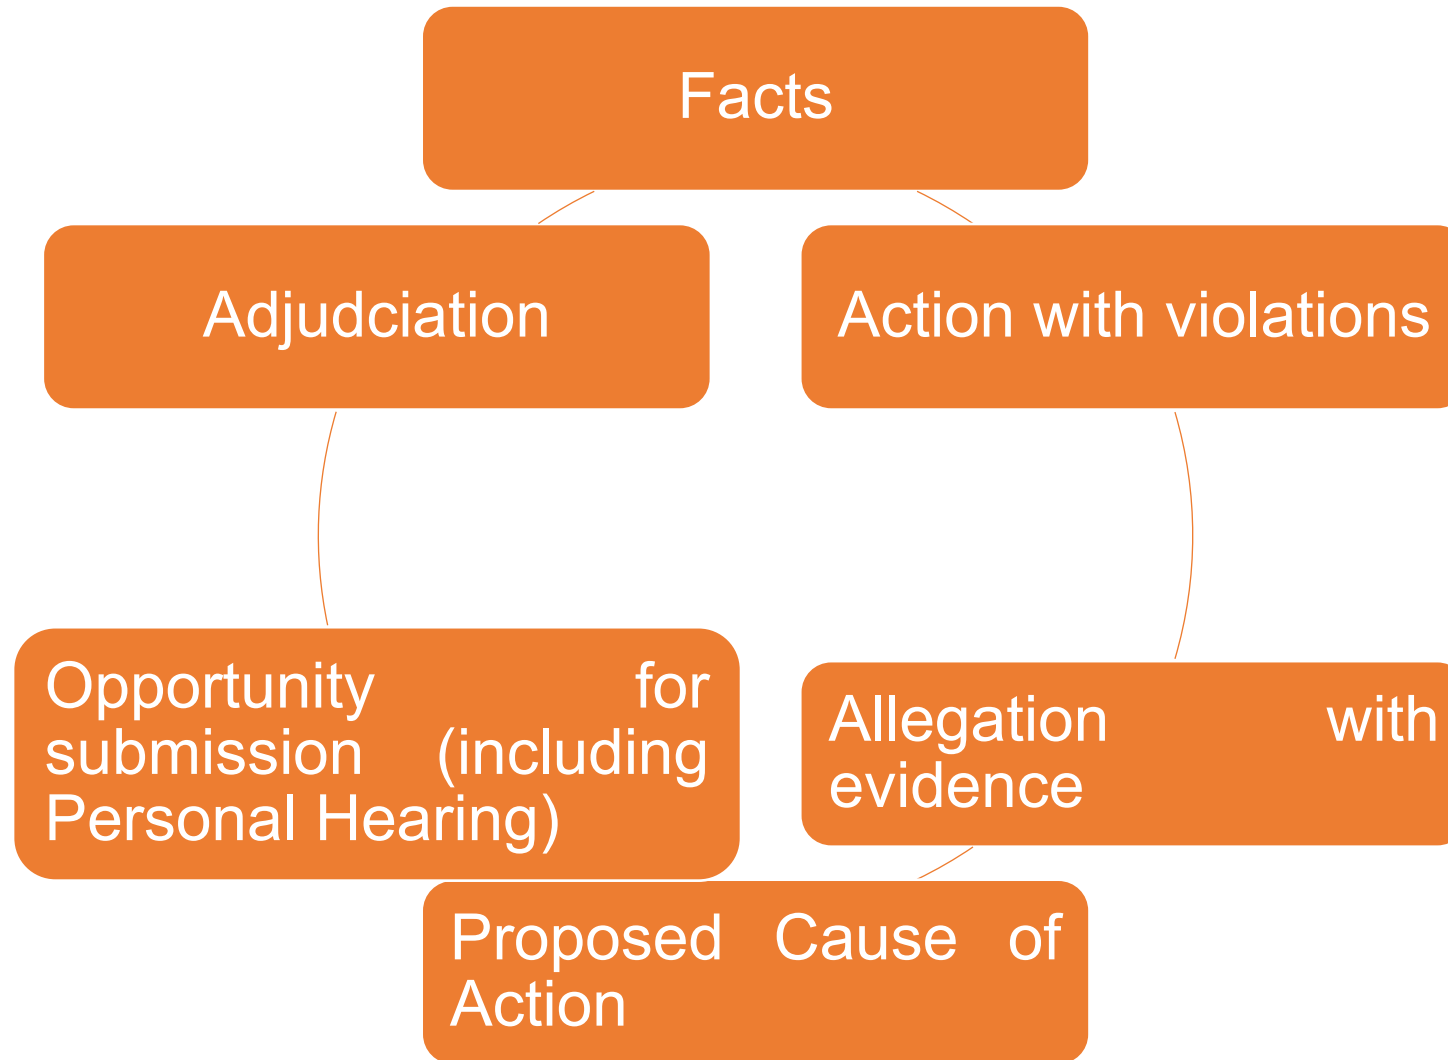 Facts
Adjudciation
Action with violations
Opportunity for
submission (including
Personal Hearing)
Allegation with
evidence
Proposed Cause of
Action